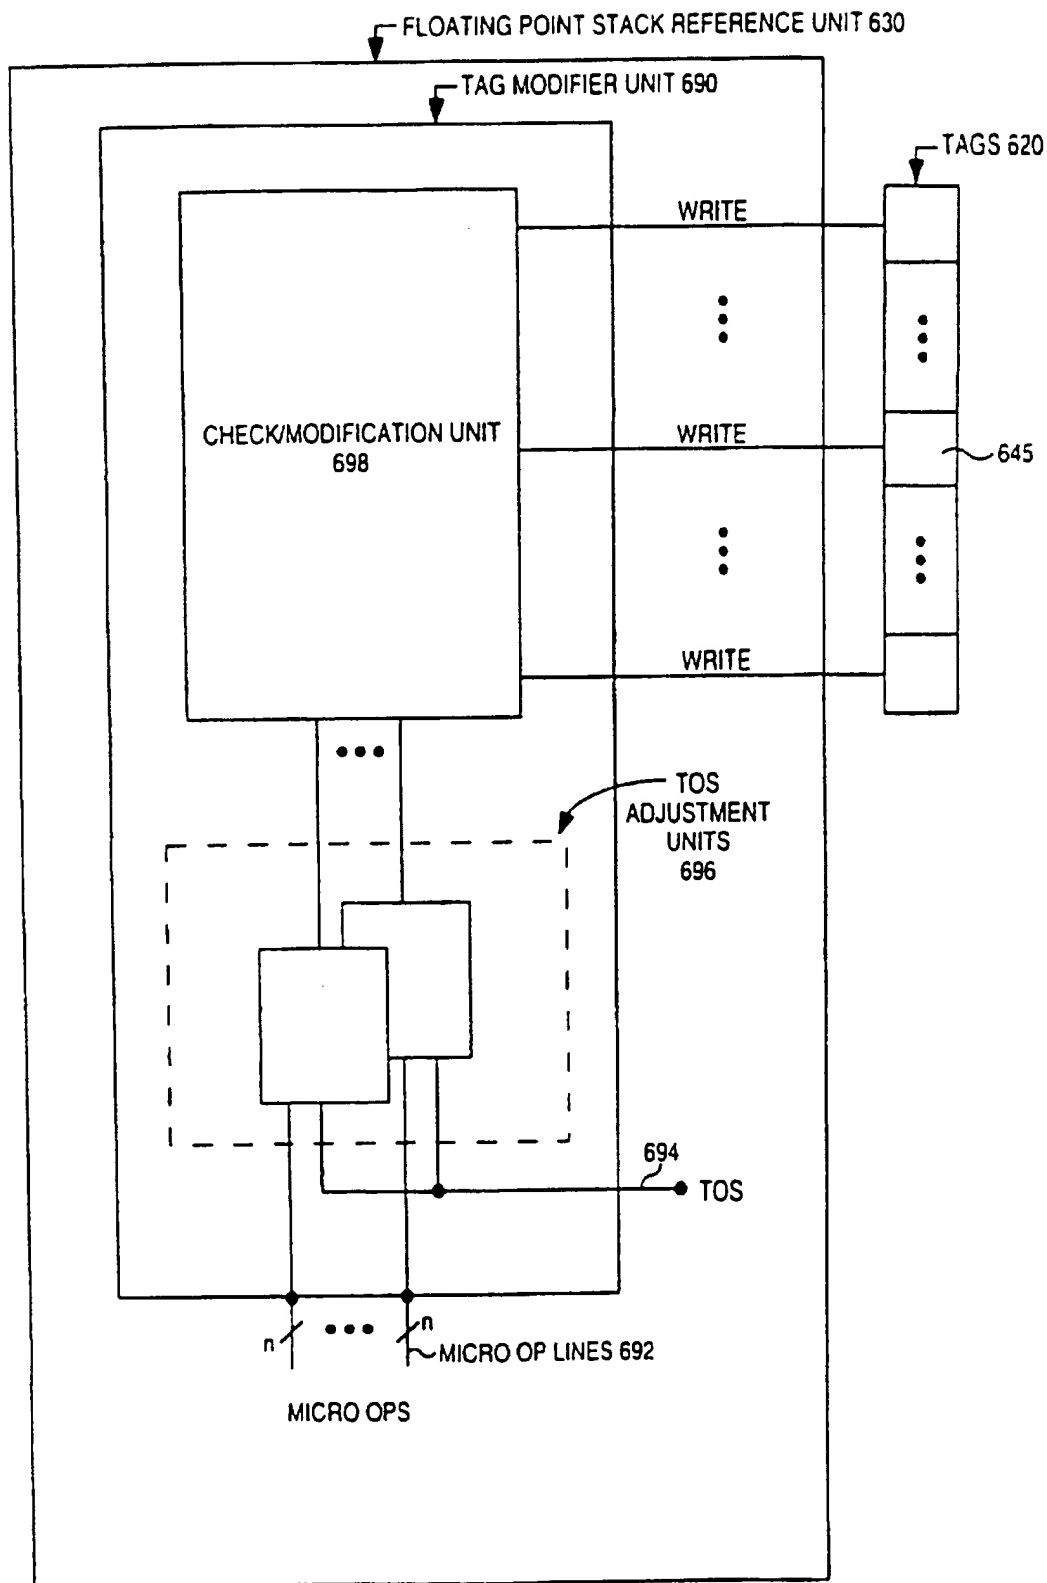 FLOATING POINT STACK REFERENCE UNIT 630
TAG MODIFIER UNIT 690
TAGS 620
WRITE
CHECK/MODIFICATION UNIT
698
WRITE
645
WRITE
TOS
ADJUSTMENT
UNITS
696
694
TOS
n
n
MICRO OP LINES 692
MICRO OPS